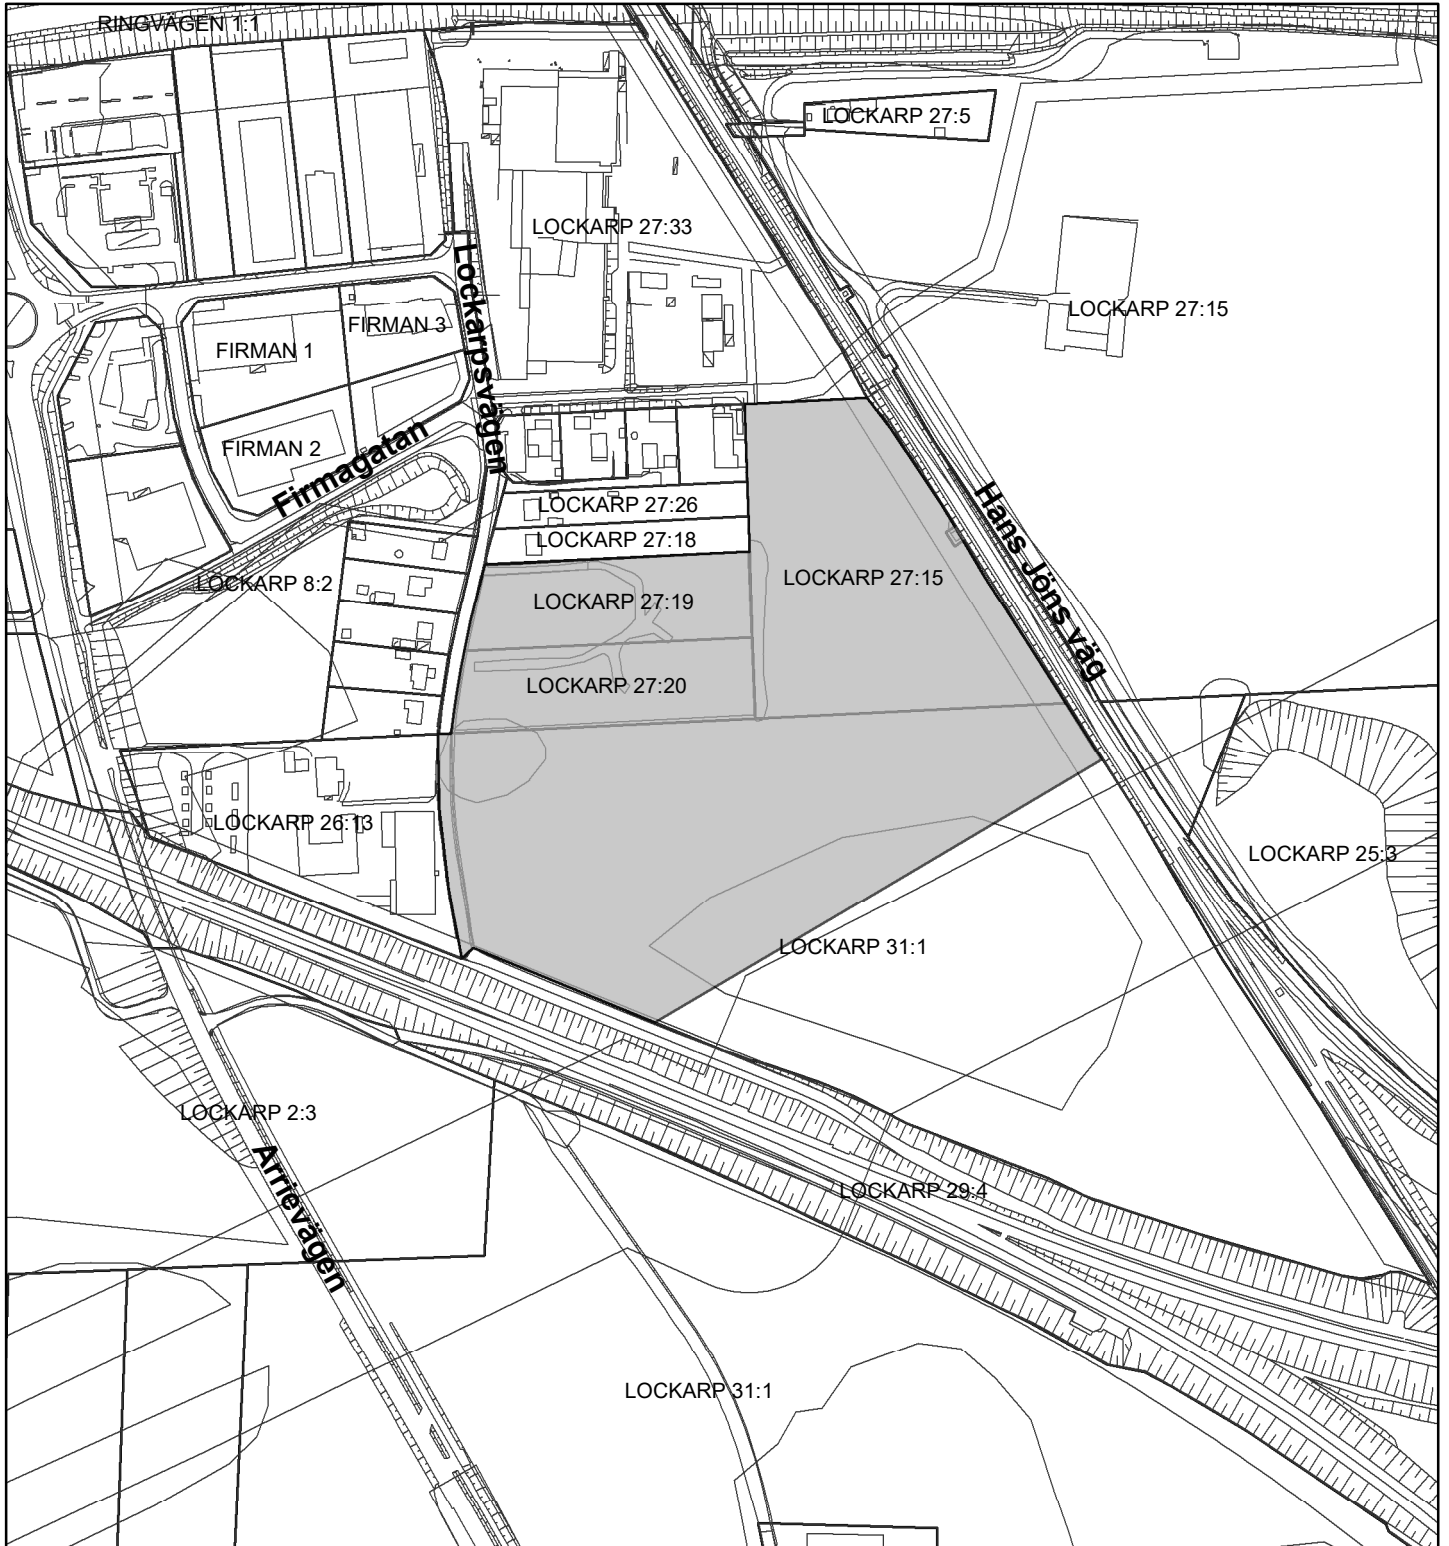 RINGVÄGEN 1:1
LOCKARP 27:5
LOCKARP 27:33
Lockarpsvägen
LOCKARP 27:15
FIRMAN 3
FIRMAN 1
FIRMAN 2
Firmagatan
LOCKARP 27:26
LOCKARP 27:18
Hans Jöns väg
LOCKARP 8:2
LOCKARP 27:15
LOCKARP 27:19
LOCKARP 27:20
LOCKARP 26:13
LOCKARP 25:3
LOCKARP 31:1
LOCKARP 2:3
Arrievägen
LOCKARP 29:4
LOCKARP 31:1